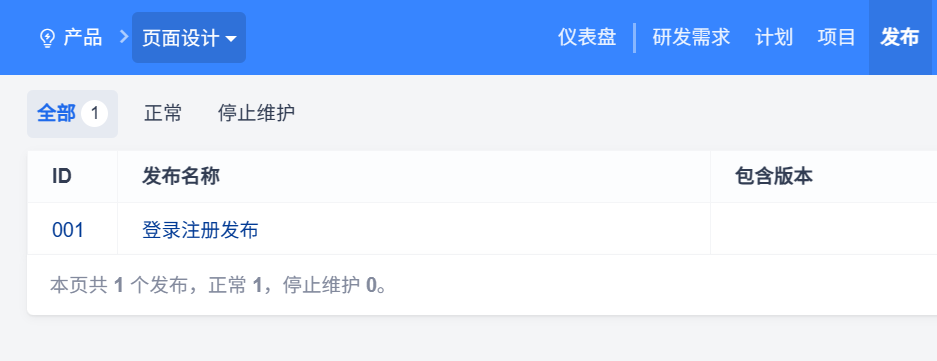 产品 页面设计 仪表盘 研发需求 计划 项目 发布
全部 1 正常 停止维护
ID 发布名称 包含版本
001 登录注册发布
本页共 1 个发布，正常 1，停止维护 0。